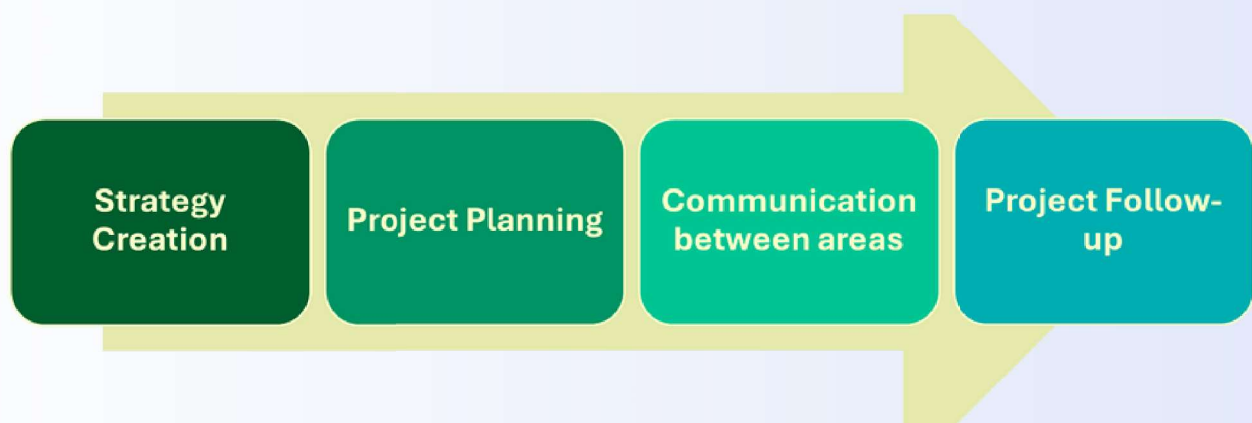 Strategy
Creation
Project Planning
Communication
between areas
Project Follow-
up